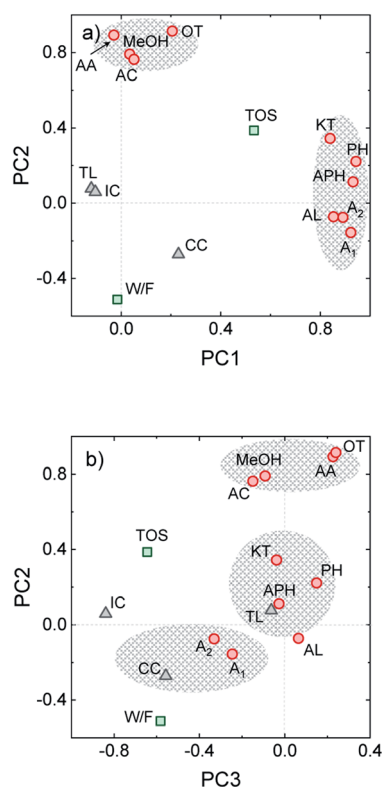 a)
MeOH
OT
AA
AC
0.8
TOS
KT
0.4
PH
APH
TL
IC
PC2
0.0
AL
A2
A1
CC
-0.4
W/F
0.0
0.4
0.8
PC1
b)
OT
MeOH
AA
0.8
AC
TOS
0.4
KT
PH
IC
APH
TL
PC2
0.0
A2
AL
CC
A1
-0.4
W/F
-0.8
-0.4
0.0
0.4
PC3